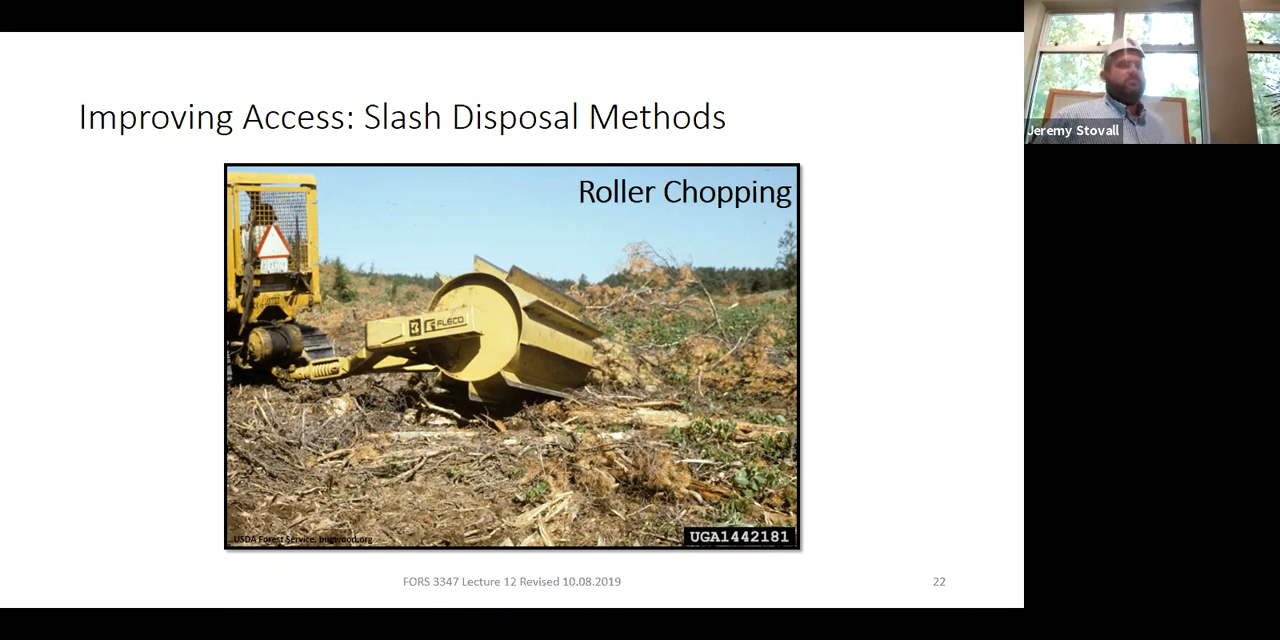 Improving Access: Slash Disposal Methods
Jeremy Stovall
Roller Chopping
FLECO
USDA Forest Service, bugwood.org
UGA1442181
FORS 3347 Lecture 12 Revised 10.08.2019
22